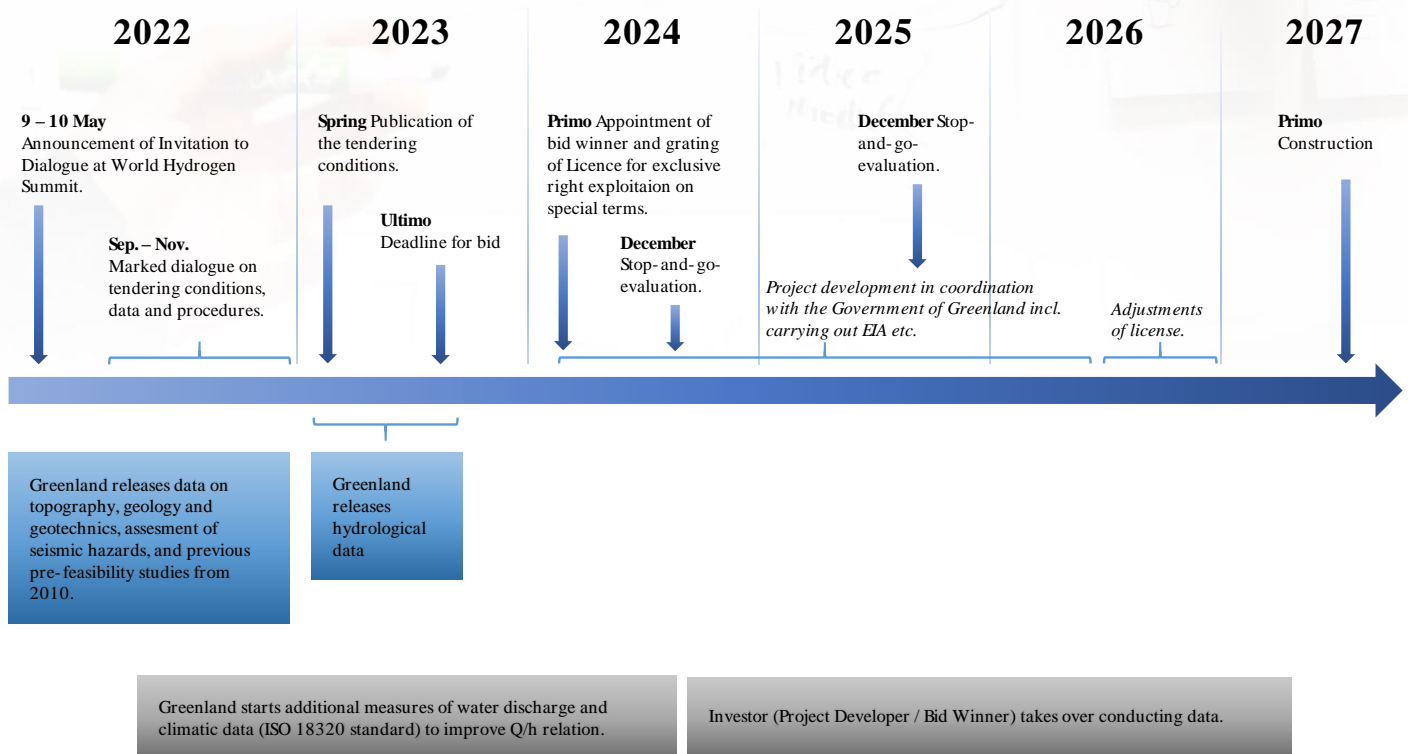 2022
2023
2024
2025
2026
2027
9 – 10 May
Announcement of Invitation to
Dialogue at World Hydrogen
Summit.
Sep. – Nov.
Marked dialogue on
tendering conditions,
data and procedures.
Spring Publication of
the tendering
conditions.
Ultimo
Deadline for bid
Primo Appointment of
bid winner and grating
of Licence for exclusive
right exploitaion on
special terms.
December
Stop- and- go-
evaluation.
December Stop-
and- go-
evaluation.
Project development in coordination
with the Government of Greenland incl.
carrying out EIA etc.
Adjustments
of license.
Primo
Construction
Greenland releases data on
topography, geology and
geotechnics, assesment of
seismic hazards, and previous
pre- feasibility studies from
2010.
Greenland
releases
hydrological
data
Greenland starts additional measures of water discharge and
climatic data (ISO 18320 standard) to improve Q/h relation.
Investor (Project Developer / Bid Winner) takes over conducting data.